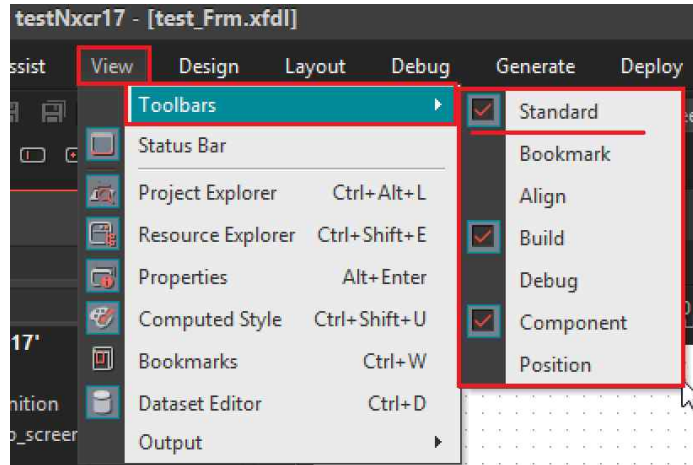 testNxcr17 - [test_Frm.xfdl]
ssist View Design Layout Debug Generate Deploy
Toolbars
Status Bar
Project Explorer Ctrl+Alt+L
Resource Explorer Ctrl+Shift+E
Properties Alt+Enter
Computed Style Ctrl+Shift+U
Bookmarks Ctrl+W
Dataset Editor Ctrl+D
Output
Standard
Bookmark
Align
Build
Debug
Component
Position
17'
nition
o_screer